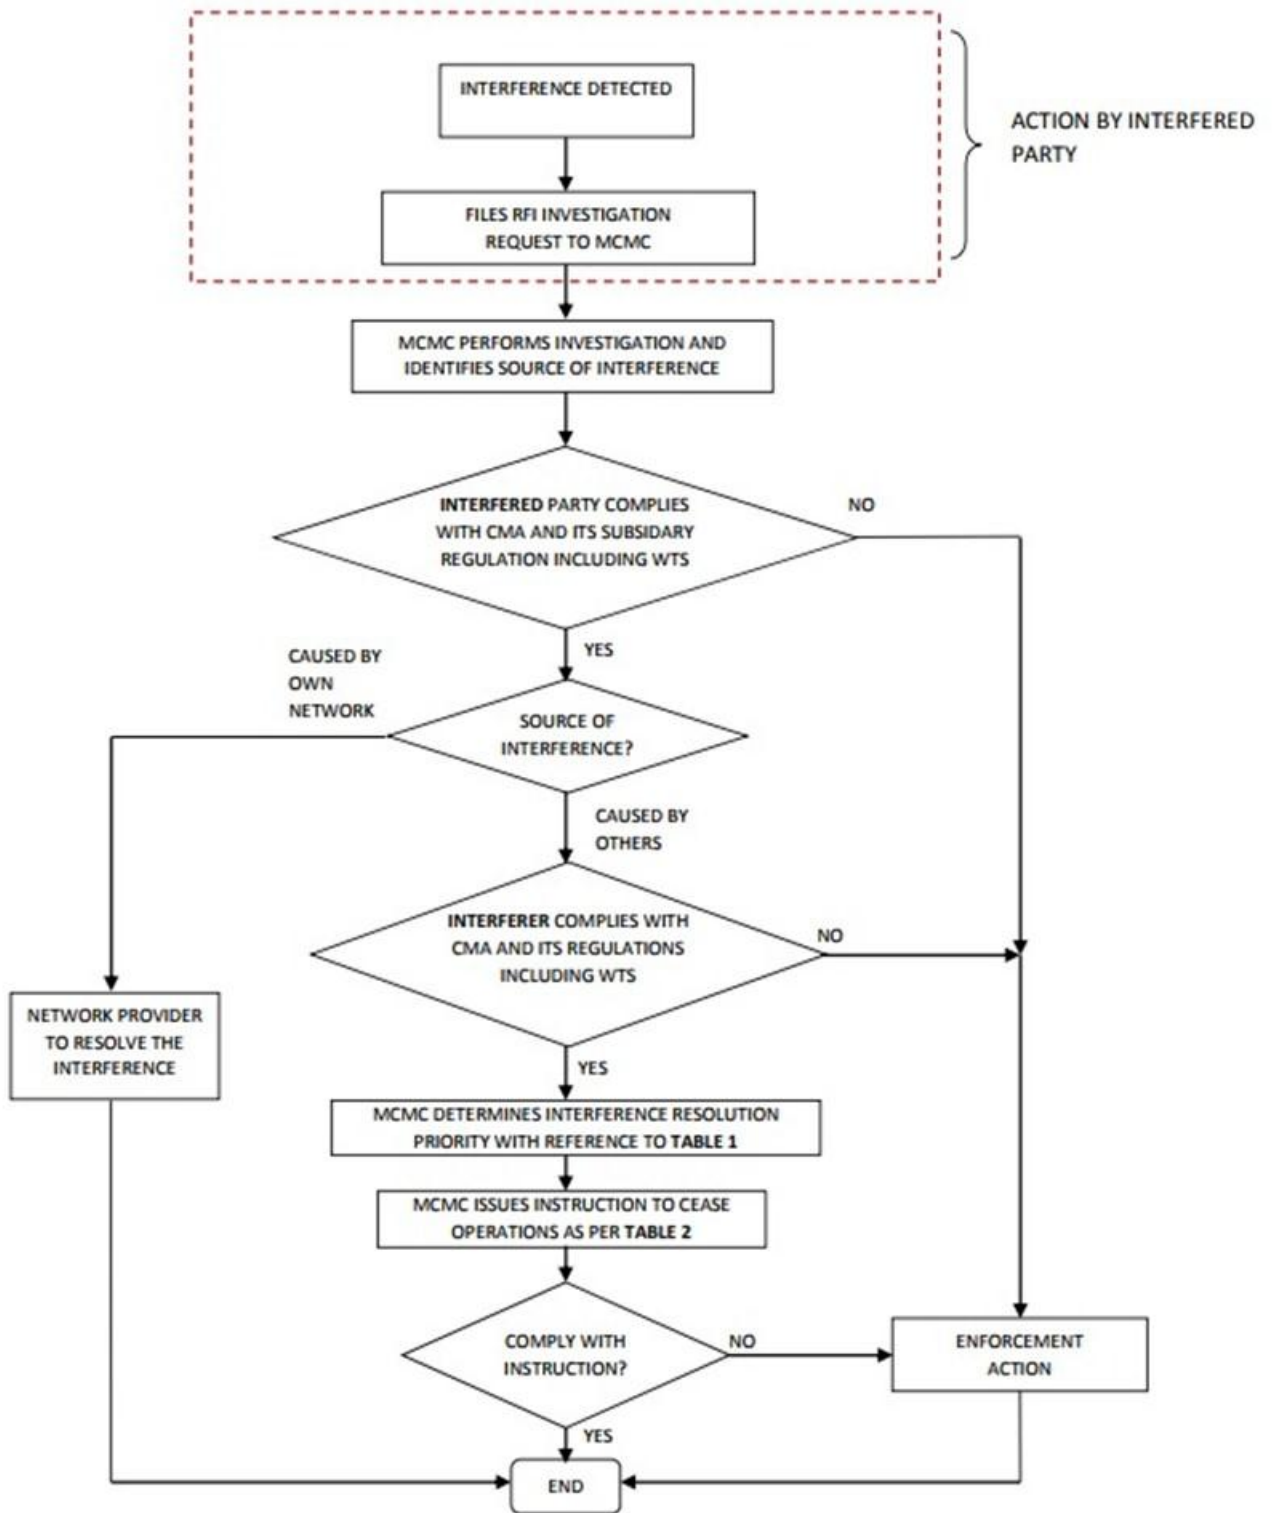 INTERFERENCE DETECTED
ACTION BY INTERFERED
PARTY
FILES RFI INVESTIGATION
REQUEST TO MCMC
MCMC PERFORMS INVESTIGATION AND
IDENTIFIES SOURCE OF INTERFERENCE
INTERFERED PARTY COMPLIES
WITH CMA AND ITS SUBSIDARY
REGULATION INCLUDING WTS
NO
YES
CAUSED BY
OWN
NETWORK
SOURCE OF
INTERFERENCE?
CAUSED BY
OTHERS
INTERFERER COMPLIES WITH
CMA AND ITS REGULATIONS
INCLUDING WTS
NO
NETWORK PROVIDER
TO RESOLVE THE
INTERFERENCE
YES
MCMC DETERMINES INTERFERENCE RESOLUTION
PRIORITY WITH REFERENCE TO TABLE 1
MCMC ISSUES INSTRUCTION TO CEASE
OPERATIONS AS PER TABLE 2
COMPLY WITH
INSTRUCTION?
NO
ENFORCEMENT
ACTION
YES
END